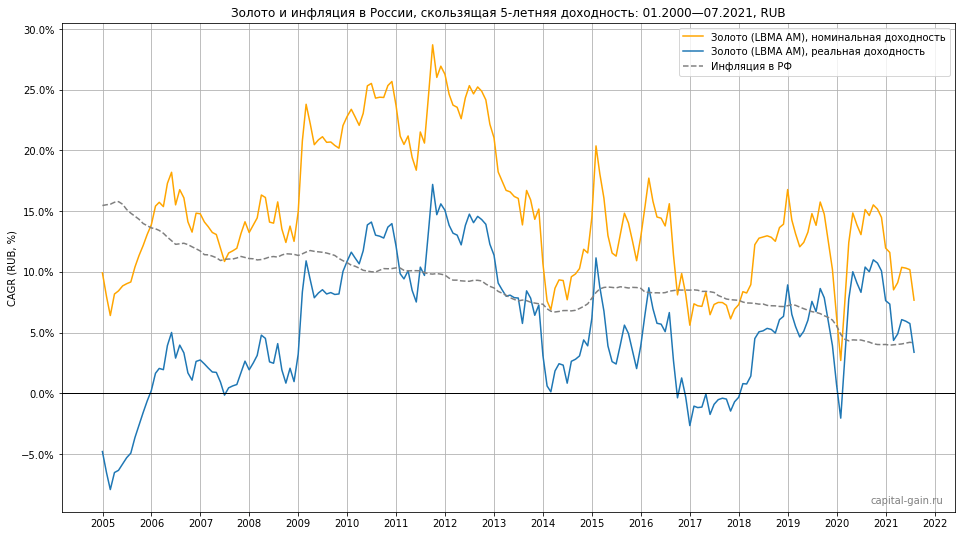 Золото и инфляция в России, скользящая 5-летняя доходность: 01.2000—07.2021, RUB
Золото (LBMA AM), номинальная доходность
Золото (LBMA AM), реальная доходность
Инфляция в РФ
CAGR (RUB, %)
30.0%
25.0%
20.0%
15.0%
10.0%
5.0%
0.0%
−5.0%
capital-gain.ru
2005 2006 2007 2008 2009 2010 2011 2012 2013 2014 2015 2016 2017 2018 2019 2020 2021 2022